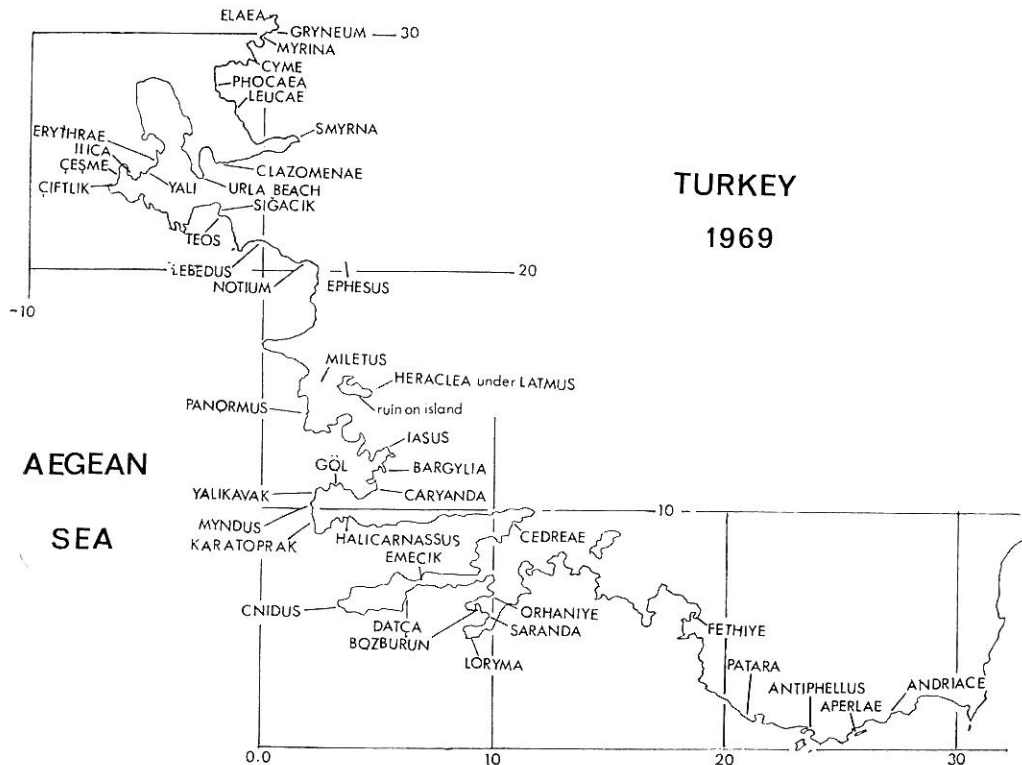 ELAEA
GRYNEUM — 30
MYRINA
CYME
PHOCAEA
LEUCAE
SMYRNA
ERYTHRAE
ILICA
ÇEŞME
ÇIFTLIK
YALI
CLAZOMENAE
URLA BEACH
SIĞACIK
TEOS
TURKEY
1969
LEBEDUS
20
NOTIUM
EPHESUS
-10
MILETUS
HERACLEA under LATMUS
PANORMUS
ruin on island
IASUS
AEGEAN
SEA
GÖL
BARGYLIA
YALIKAVAK
CARYANDA
MYNDUS
10
KARATOPRAK
HALICARNASSUS
CEDREAE
EMECIK
CNIDUS
DATÇA
BOZBURUN
ORHANIYE
SARANDA
LORYMA
FETHIYE
PATARA
ANTIPHELLUS
APERLAE
ANDRIACE
0.0
10
20
30